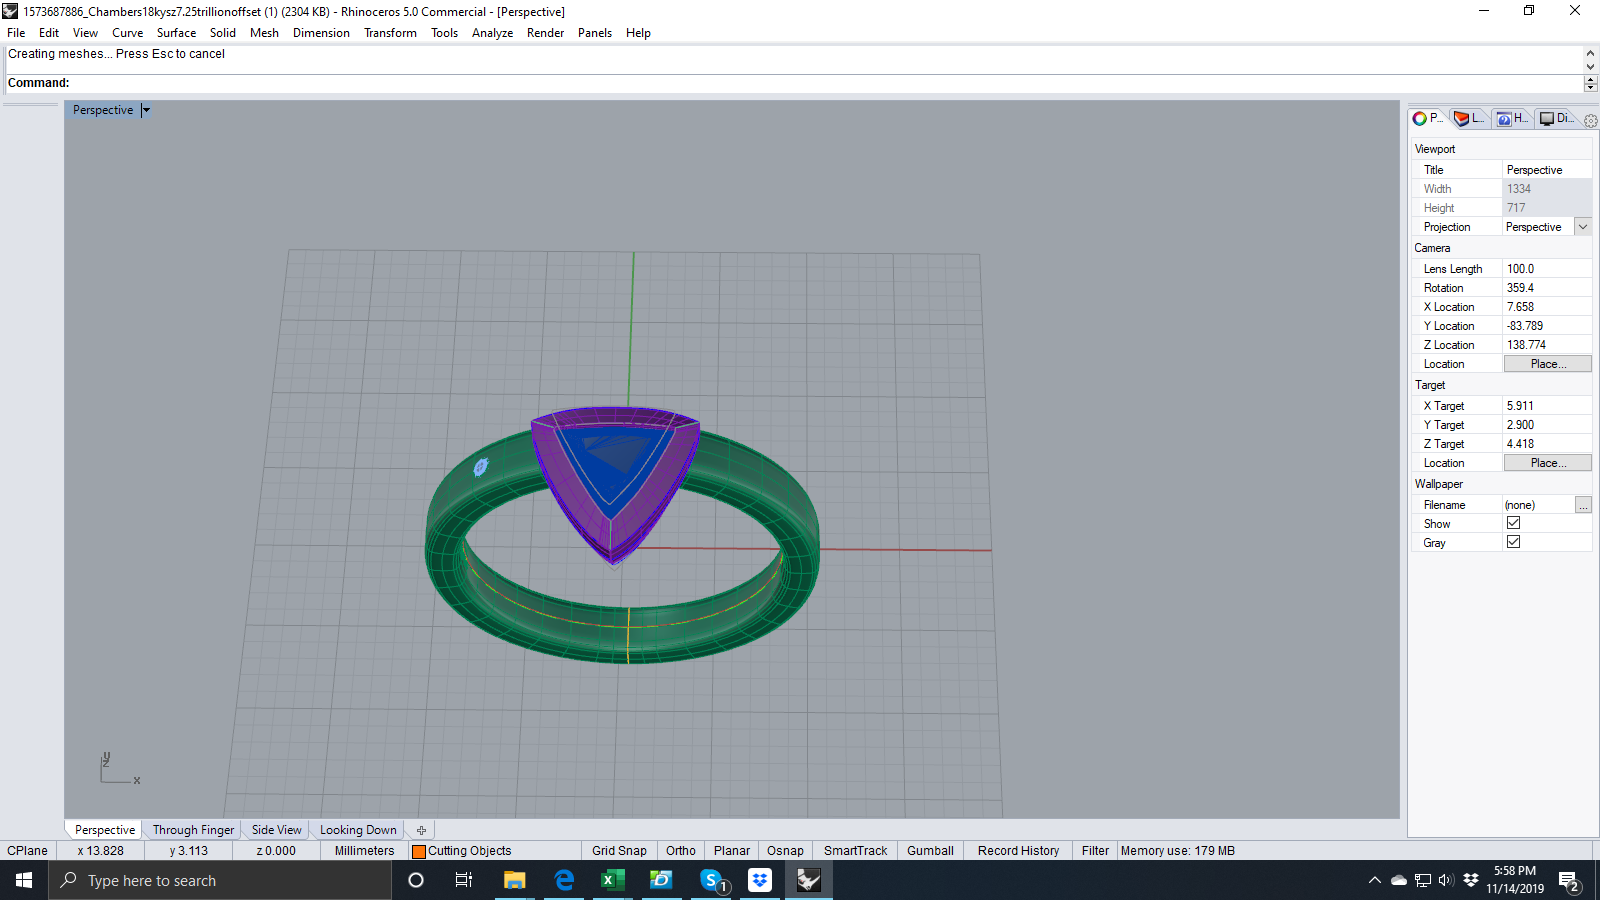 1573687886_Chambers18kysz7.25trillionoffset (1) (2304 KB) - Rhinoceros 5.0 Commercial - [Perspective]
File Edit View Curve Surface Solid Mesh Dimension Transform Tools Analyze Render Panels Help
Creating meshes... Press Esc to cancel
Command:
Perspective
P... L... H... Di...
Viewport
Title Perspective
Width 1334
Height 717
Projection Perspective
Camera
Lens Length 100.0
Rotation 359.4
X Location 7.658
Y Location -83.789
Z Location 138.774
Location Place...
Target
X Target 5.911
Y Target 2.900
Z Target 4.418
Location Place...
Wallpaper
Filename (none) ...
Show
Gray
y
z
x
Perspective Through Finger Side View Looking Down
CPlane x 13.828 y 3.113 z 0.000 Millimeters Cutting Objects Grid Snap Ortho Planar Osnap SmartTrack Gumball Record History Filter Memory use: 179 MB
Type here to search
1
5:58 PM
11/14/2019
2